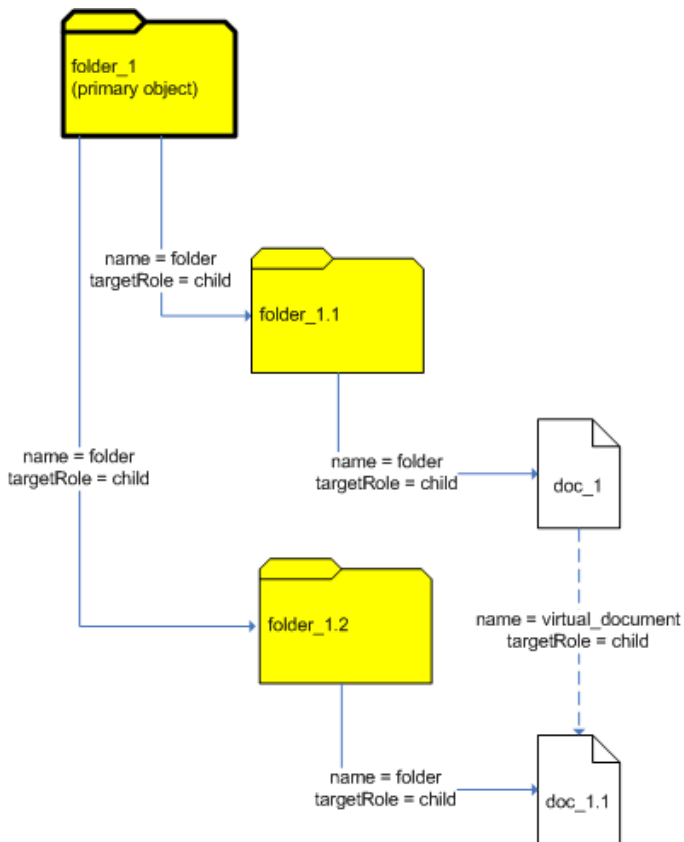 folder_1
(primary object)
name = folder
targetRole = child
folder_1.1
name = folder
targetRole = child
name = folder
targetRole = child
doc_1
folder_1.2
name = virtual_document
targetRole = child
name = folder
targetRole = child
doc_1.1